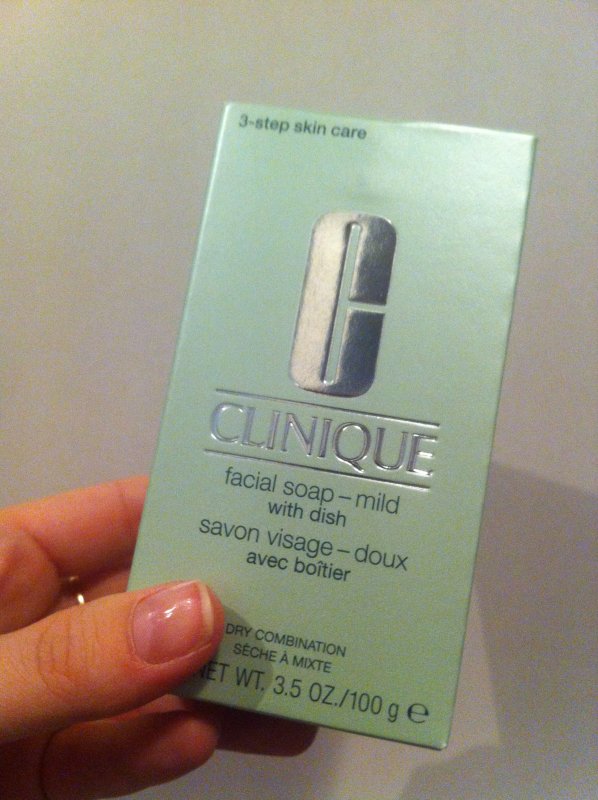 3-step skin care
CLINIQUE
facial soap – mild
with dish
savon visage – doux
avec boîtier
DRY COMBINATION
SÈCHE À MIXTE
NET WT. 3.5 OZ./100 g ℮